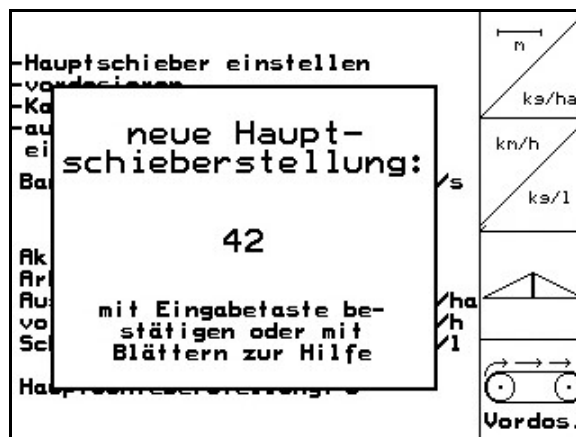 -Hauptschieber einstellen
neue Haupt-
schieberstellung:
42
mit Eingabetaste be-
stätigen oder mit
Blättern zur Hilfe
/s
/ha
/h
/l
m
kg/ha
km/h
kg/l
Vordos.